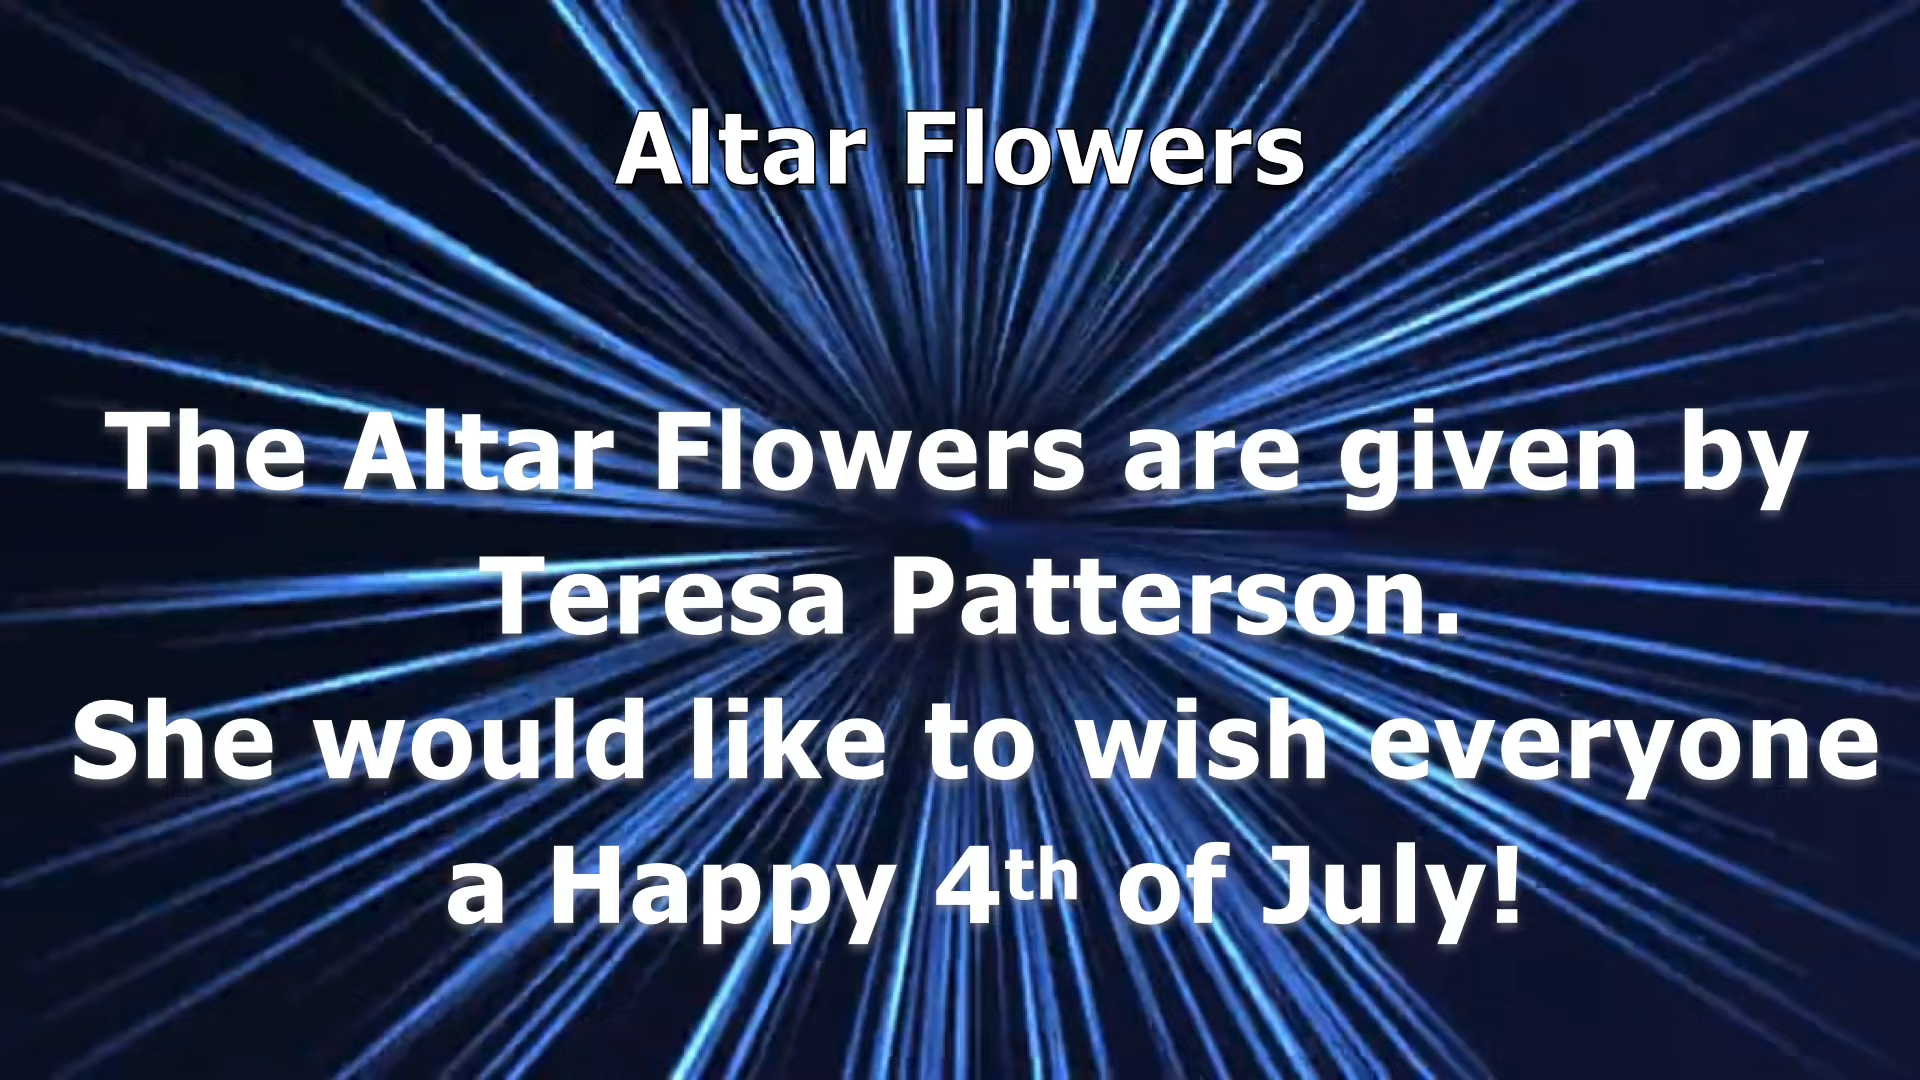 Altar Flowers
The Altar Flowers are given by
Teresa Patterson.
She would like to wish everyone
a Happy 4th of July!